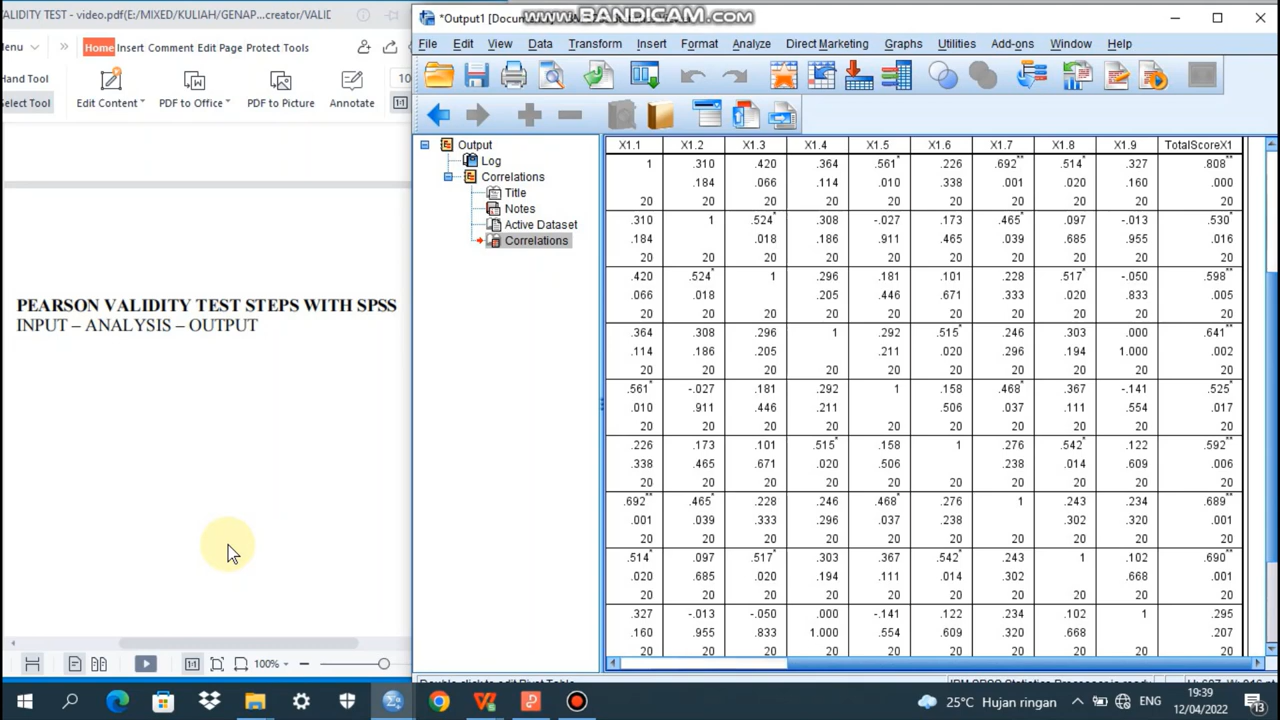 VALIDITY TEST - video.pdf(E:/MIXED/KULIAH/GENAP...creator/VALID
enu
Home Insert Comment Edit Page Protect Tools
Hand Tool
Select Tool
Edit Content
PDF to Office
PDF to Picture
Annotate
10
1:1
PEARSON VALIDITY TEST STEPS WITH SPSS
INPUT – ANALYSIS – OUTPUT
1:1
100%
*Output1 [Docum
WWW.BANDICAM.COM
File Edit View Data Transform Insert Format Analyze Direct Marketing Graphs Utilities Add-ons Window Help
Output
Log
Correlations
Title
Notes
Active Dataset
Correlations
X1.1 X1.2 X1.3 X1.4 X1.5 X1.6 X1.7 X1.8 X1.9 TotalScoreX1
1 .310 .420 .364 .561* .226 .692** .514* .327 .808**
.184 .066 .114 .010 .338 .001 .020 .160 .000
20 20 20 20 20 20 20 20 20 20
.310 1 .524* .308 -.027 .173 .465* .097 -.013 .530*
.184 .018 .186 .911 .465 .039 .685 .955 .016
20 20 20 20 20 20 20 20 20 20
.420 .524* 1 .296 .181 .101 .228 .517* -.050 .598**
.066 .018 .205 .446 .671 .333 .020 .833 .005
20 20 20 20 20 20 20 20 20 20
.364 .308 .296 1 .292 .515* .246 .303 .000 .641**
.114 .186 .205 .211 .020 .296 .194 1.000 .002
20 20 20 20 20 20 20 20 20 20
.561* -.027 .181 .292 1 .158 .468* .367 -.141 .525*
.010 .911 .446 .211 .506 .037 .111 .554 .017
20 20 20 20 20 20 20 20 20 20
.226 .173 .101 .515* .158 1 .276 .542* .122 .592**
.338 .465 .671 .020 .506 .238 .014 .609 .006
20 20 20 20 20 20 20 20 20 20
.692** .465* .228 .246 .468* .276 1 .243 .234 .689**
.001 .039 .333 .296 .037 .238 .302 .320 .001
20 20 20 20 20 20 20 20 20 20
.514* .097 .517* .303 .367 .542* .243 1 .102 .690**
.020 .685 .020 .194 .111 .014 .302 .668 .001
20 20 20 20 20 20 20 20 20 20
.327 -.013 -.050 .000 -.141 .122 .234 .102 1 .295
.160 .955 .833 1.000 .554 .609 .320 .668 .207
20 20 20 20 20 20 20 20 20 20
25°C Hujan ringan
ENG
19:39
12/04/2022
13